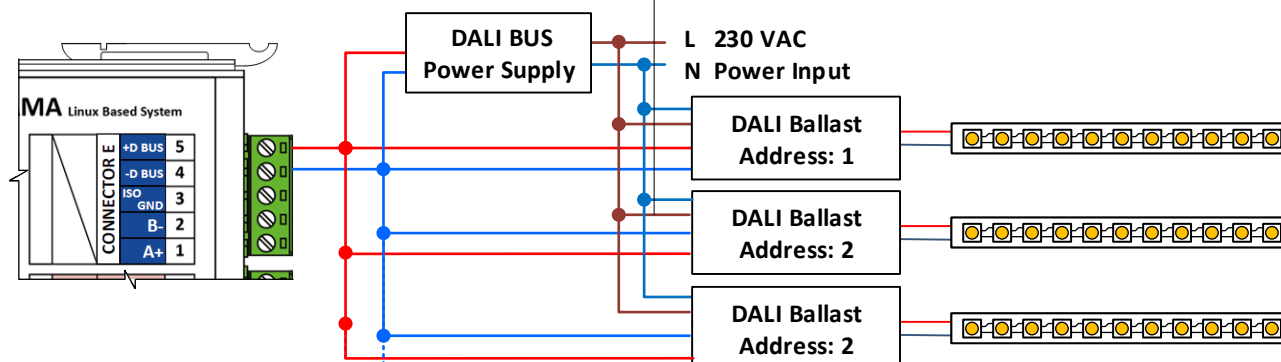 DALI BUS
Power Supply
L 230 VAC
N Power Input
MA Linux Based System
CONNECTOR E
+D BUS 5
-D BUS 4
ISO GND 3
B- 2
A+ 1
DALI Ballast
Address: 1
DALI Ballast
Address: 2
DALI Ballast
Address: 2